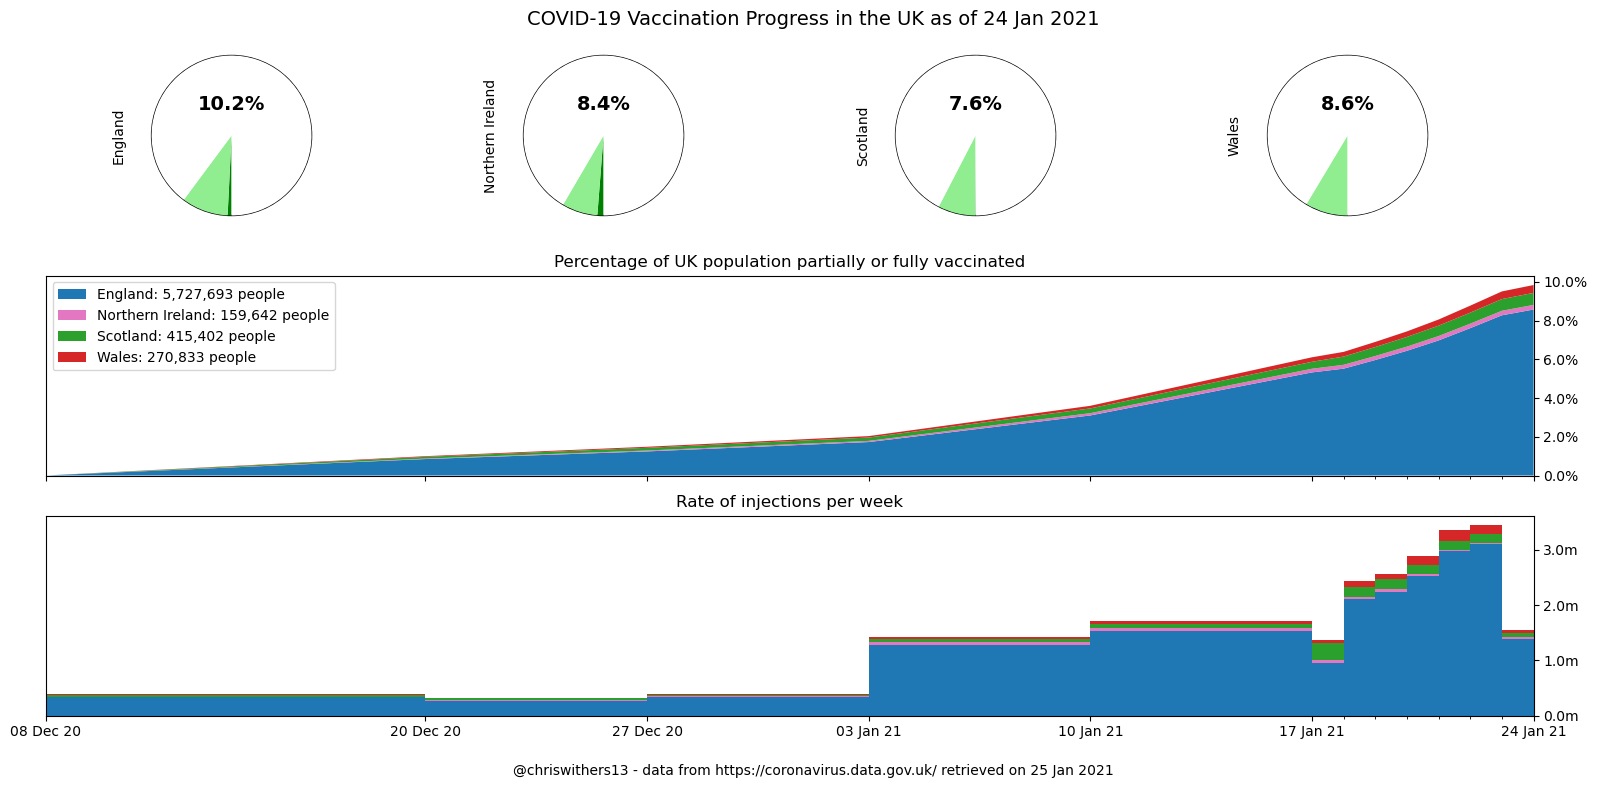 COVID-19 Vaccination Progress in the UK as of 24 Jan 2021
England
10.2%
Northern Ireland
8.4%
Scotland
7.6%
Wales
8.6%
Percentage of UK population partially or fully vaccinated
England: 5,727,693 people
Northern Ireland: 159,642 people
Scotland: 415,402 people
Wales: 270,833 people
10.0%
8.0%
6.0%
4.0%
2.0%
0.0%
Rate of injections per week
3.0m
2.0m
1.0m
0.0m
08 Dec 20
20 Dec 20
27 Dec 20
03 Jan 21
10 Jan 21
17 Jan 21
24 Jan 21
@chriswithers13 - data from https://coronavirus.data.gov.uk/ retrieved on 25 Jan 2021